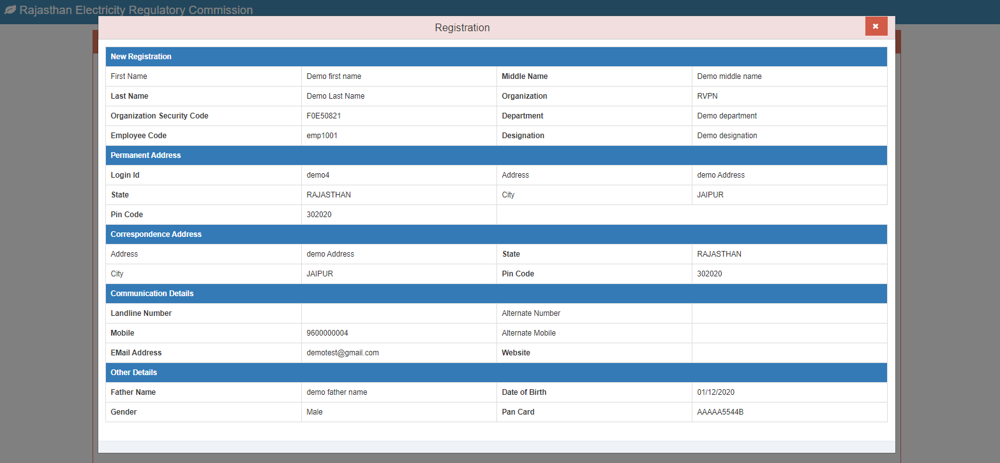 Rajasthan Electricity Regulatory Commission
Registration
New Registration
First Name Demo first name Middle Name Demo middle name
Last Name Demo Last Name Organization RVPN
Organization Security Code F0E50821 Department Demo department
Employee Code emp1001 Designation Demo designation
Permanent Address
Login Id demo4 Address demo Address
State RAJASTHAN City JAIPUR
Pin Code 302020
Correspondence Address
Address demo Address State RAJASTHAN
City JAIPUR Pin Code 302020
Communication Details
Landline Number Alternate Number
Mobile 9600000004 Alternate Mobile
EMail Address demotest@gmail.com Website
Other Details
Father Name demo father name Date of Birth 01/12/2020
Gender Male Pan Card AAAAA5544B